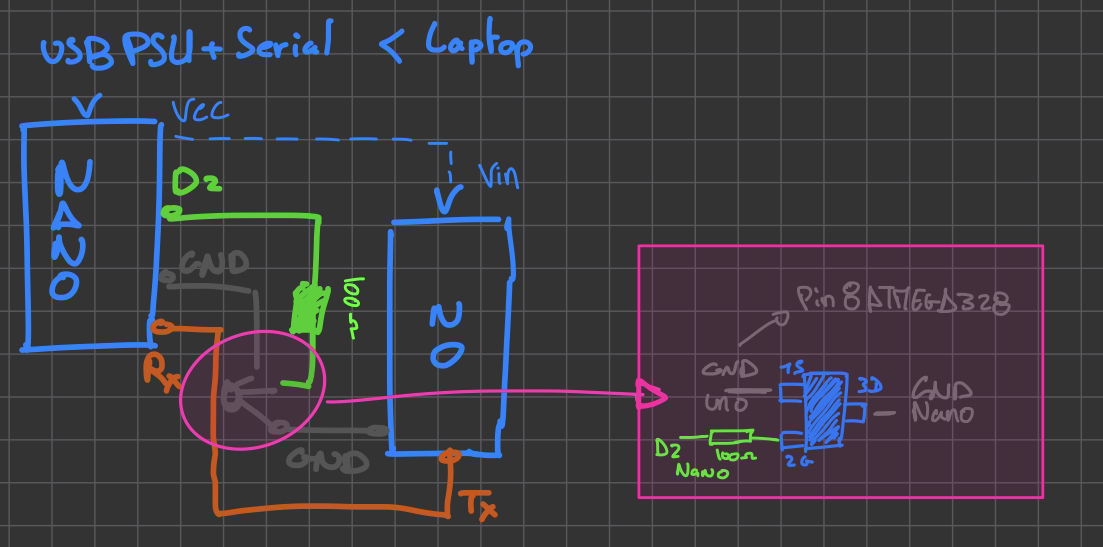 USB PSU + Serial < Laptop
VCC
NANO
D2
Vin
GND
100Ω
NO
Rx
GND
Tx
Pin 8 ATMEGA328
GND
UNO
1S
3D
GND
Nano
D2
100Ω
2G
NANO